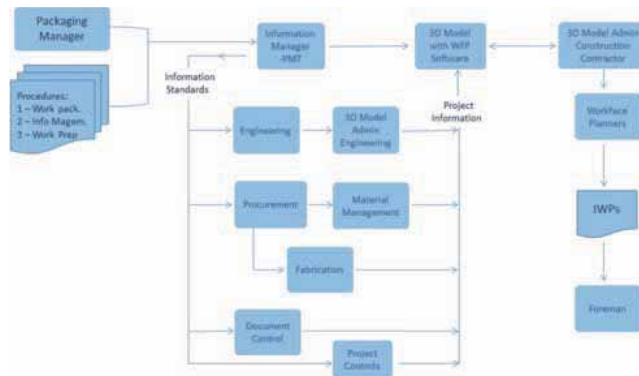 Packaging
Manager
Procedures:
1 – Work pack.
2 – Info Magem.
3 – Work Prep
Information
Manager
-PMT
Information
Standards
3D Model
with WFP
Software
3D Model Admin
Construction
Contractor
Project
Information
Engineering
3D Model
Admin
Engineering
Procurement
Material
Management
Fabrication
Document
Control
Project
Controls
Workface
Planners
IWPs
Foreman